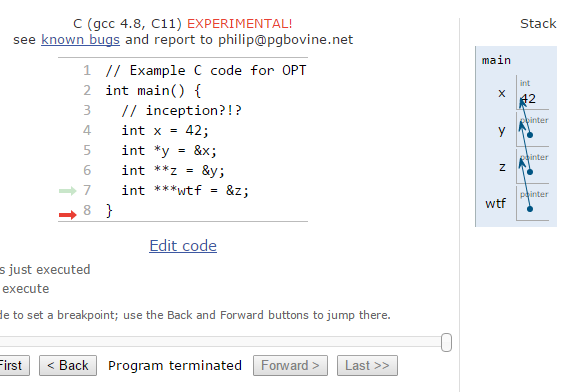 C (gcc 4.8, C11) EXPERIMENTAL!
see known bugs and report to philip@pgbovine.net
1 // Example C code for OPT
2 int main() {
3 // inception?!?
4 int x = 42;
5 int *y = &x;
6 int **z = &y;
7 int ***wtf = &z;
8 }
Edit code
s just executed
execute
de to set a breakpoint; use the Back and Forward buttons to jump there.
First < Back Program terminated Forward > Last >>
Stack
main
int
x 42
pointer
y
pointer
z
pointer
wtf